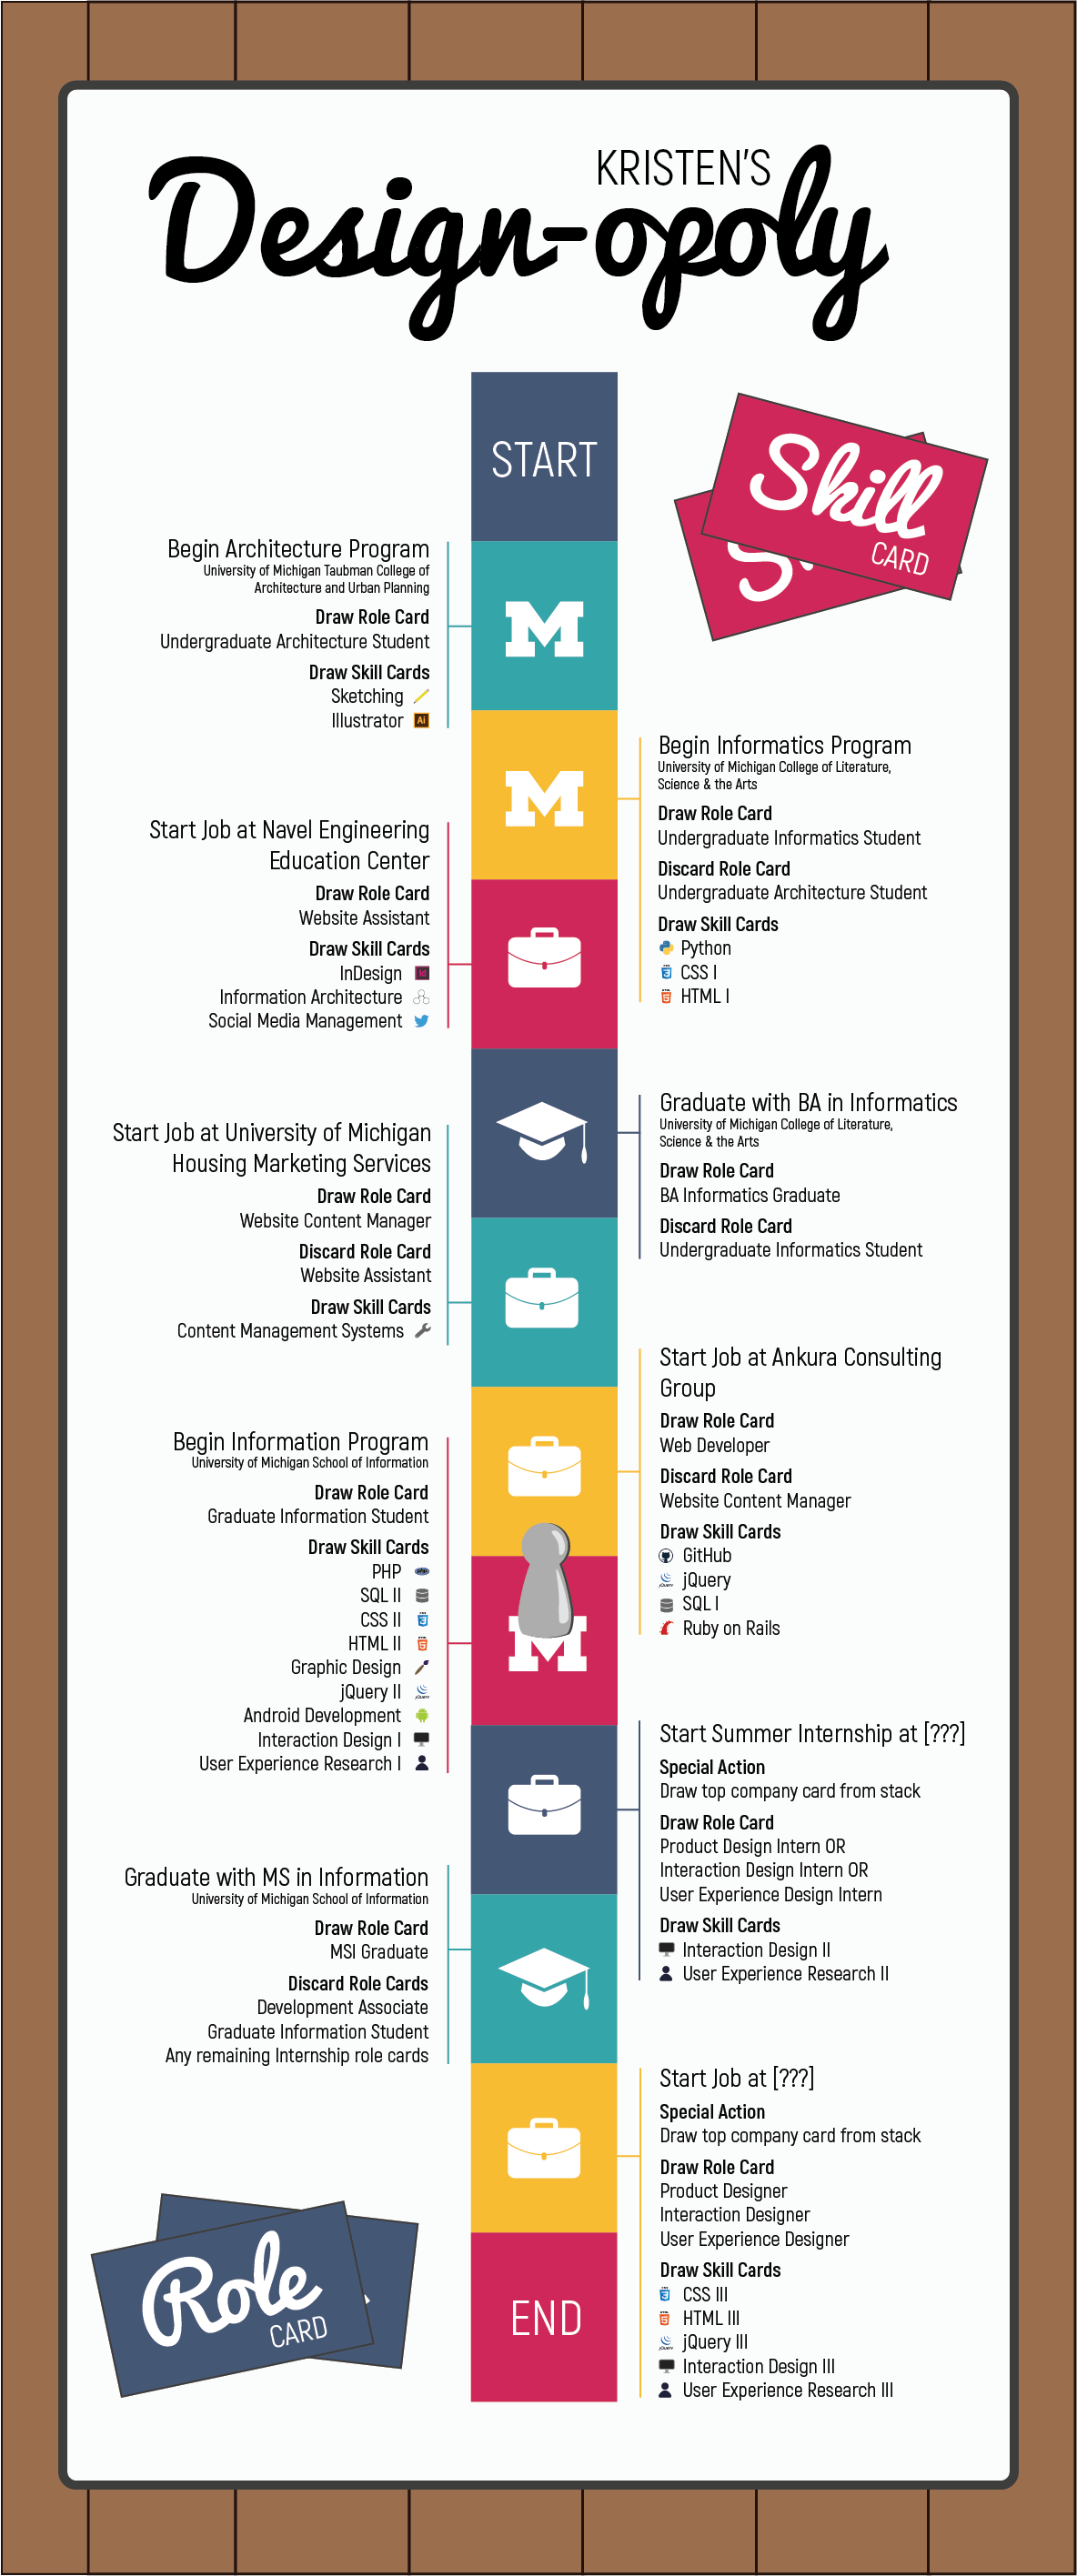 KRISTEN'S
Design-opoly
START
Skill
CARD
S
Begin Architecture Program
University of Michigan Taubman College of
Architecture and Urban Planning
Draw Role Card
Undergraduate Architecture Student
Draw Skill Cards
Sketching
Illustrator Ai
M
Begin Informatics Program
University of Michigan College of Literature,
Science & the Arts
Draw Role Card
Undergraduate Informatics Student
Discard Role Card
Undergraduate Architecture Student
Draw Skill Cards
Python
CSS I
HTML I
M
Start Job at Navel Engineering
Education Center
Draw Role Card
Website Assistant
Draw Skill Cards
InDesign Id
Information Architecture
Social Media Management
Graduate with BA in Informatics
University of Michigan College of Literature,
Science & the Arts
Draw Role Card
BA Informatics Graduate
Discard Role Card
Undergraduate Informatics Student
Start Job at University of Michigan
Housing Marketing Services
Draw Role Card
Website Content Manager
Discard Role Card
Website Assistant
Draw Skill Cards
Content Management Systems
Start Job at Ankura Consulting
Group
Draw Role Card
Web Developer
Discard Role Card
Website Content Manager
Draw Skill Cards
GitHub
jQuery
SQL I
Ruby on Rails
Begin Information Program
University of Michigan School of Information
Draw Role Card
Graduate Information Student
Draw Skill Cards
PHP
SQL II
CSS II
HTML II
Graphic Design
jQuery II
Android Development
Interaction Design I
User Experience Research I
M
Start Summer Internship at [???]
Special Action
Draw top company card from stack
Draw Role Card
Product Design Intern OR
Interaction Design Intern OR
User Experience Design Intern
Draw Skill Cards
Interaction Design II
User Experience Research II
Graduate with MS in Information
University of Michigan School of Information
Draw Role Card
MSI Graduate
Discard Role Cards
Development Associate
Graduate Information Student
Any remaining Internship role cards
Start Job at [???]
Special Action
Draw top company card from stack
Draw Role Card
Product Designer
Interaction Designer
User Experience Designer
Draw Skill Cards
CSS III
HTML III
jQuery III
Interaction Design III
User Experience Research III
Role
CARD
END